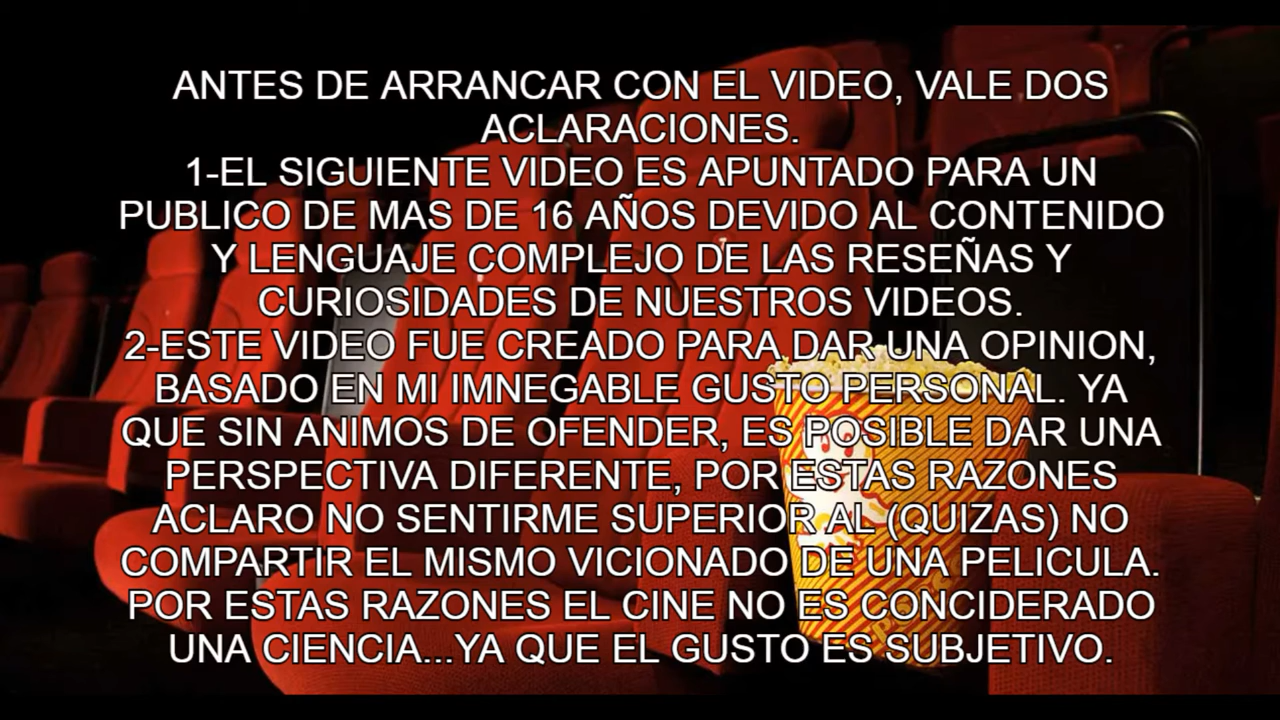 ANTES DE ARRANCAR CON EL VIDEO, VALE DOS
ACLARACIONES.
1-EL SIGUIENTE VIDEO ES APUNTADO PARA UN
PUBLICO DE MAS DE 16 AÑOS DEVIDO AL CONTENIDO
Y LENGUAJE COMPLEJO DE LAS RESEÑAS Y
CURIOSIDADES DE NUESTROS VIDEOS.
2-ESTE VIDEO FUE CREADO PARA DAR UNA OPINION,
BASADO EN MI IMNEGABLE GUSTO PERSONAL. YA
QUE SIN ANIMOS DE OFENDER, ES POSIBLE DAR UNA
PERSPECTIVA DIFERENTE, POR ESTAS RAZONES
ACLARO NO SENTIRME SUPERIOR AL (QUIZAS) NO
COMPARTIR EL MISMO VICIONADO DE UNA PELICULA.
POR ESTAS RAZONES EL CINE NO ES CONCIDERADO
UNA CIENCIA...YA QUE EL GUSTO ES SUBJETIVO.